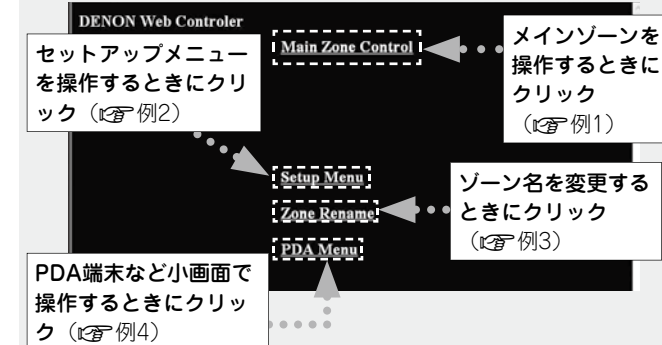 DENON Web Controler
セットアップメニュー
を操作するときにクリ
ック（☞例2）
Main Zone Control
メインゾーンを
操作するときに
クリック
（☞例1）
Setup Menu
Zone Rename
PDA Menu
ゾーン名を変更する
ときにクリック
（☞例3）
PDA端末など小画面で
操作するときにクリッ
ク（☞例4）